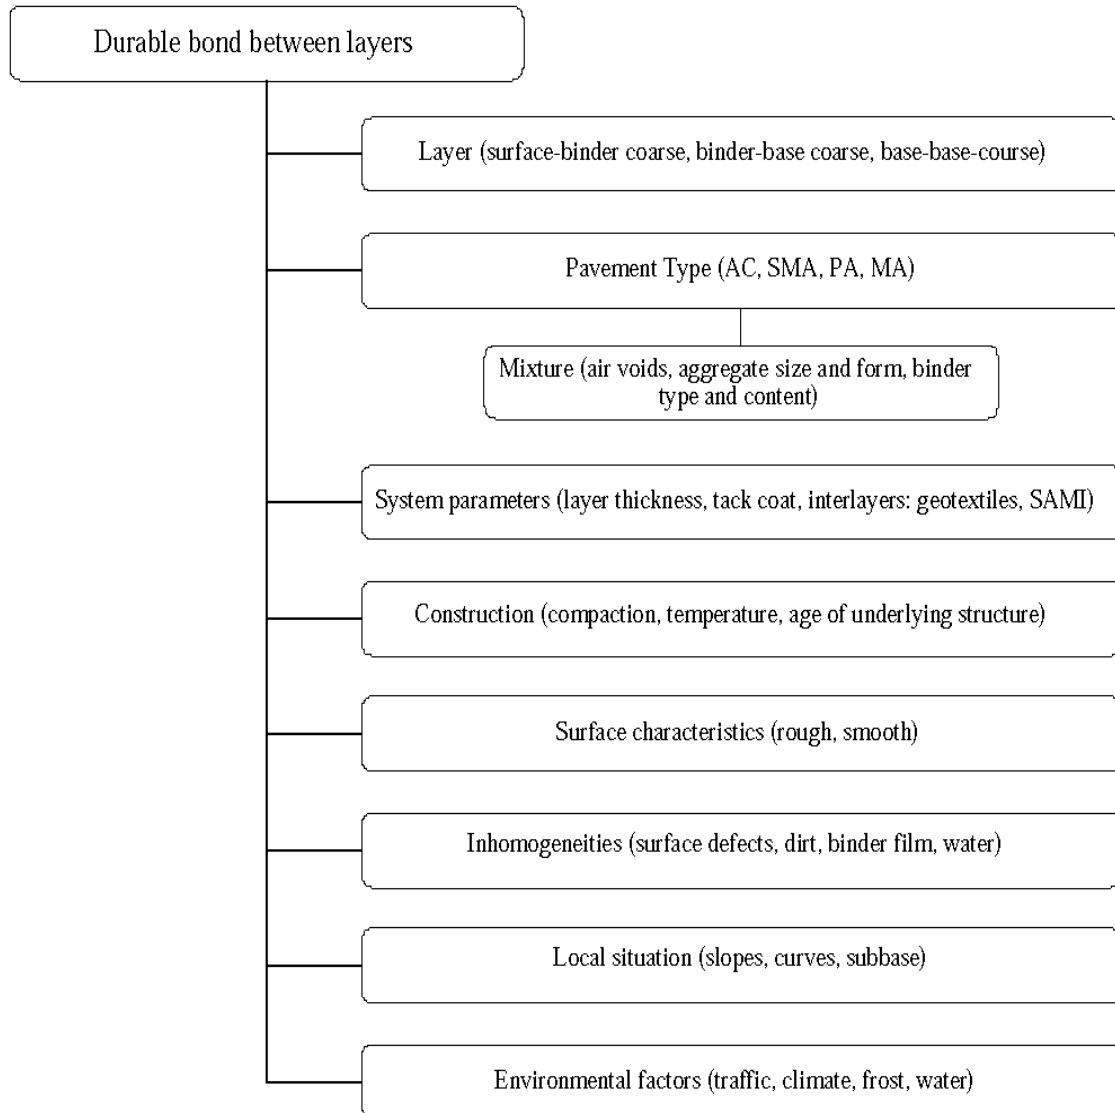 Durable bond between layers
Layer (surface-binder coarse, binder-base coarse, base-base-course)
Pavement Type (AC, SMA, PA, MA)
Mixture (air voids, aggregate size and form, binder
type and content)
System parameters (layer thickness, tack coat, interlayers: geotextiles, SAMI)
Construction (compaction, temperature, age of underlying structure)
Surface characteristics (rough, smooth)
Inhomogeneities (surface defects, dirt, binder film, water)
Local situation (slopes, curves, subbase)
Environmental factors (traffic, climate, frost, water)